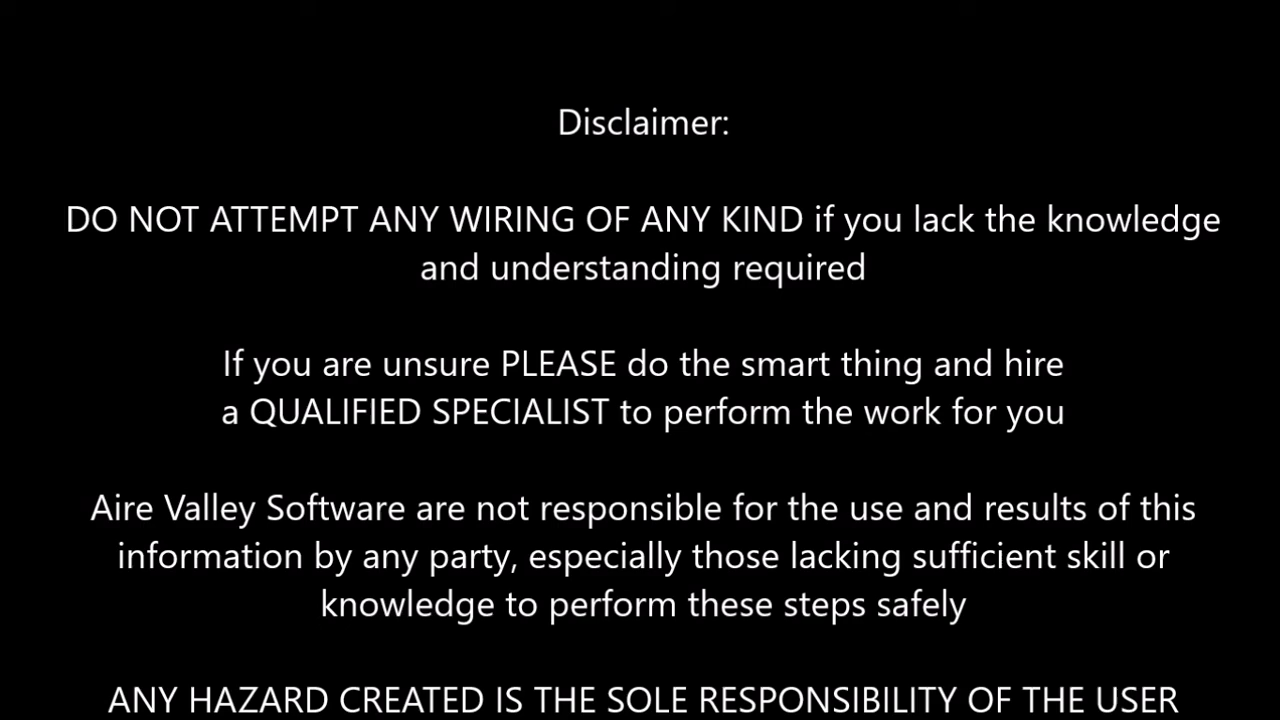 Disclaimer:
DO NOT ATTEMPT ANY WIRING OF ANY KIND if you lack the knowledge
and understanding required
If you are unsure PLEASE do the smart thing and hire
a QUALIFIED SPECIALIST to perform the work for you
Aire Valley Software are not responsible for the use and results of this
information by any party, especially those lacking sufficient skill or
knowledge to perform these steps safely
ANY HAZARD CREATED IS THE SOLE RESPONSIBILITY OF THE USER